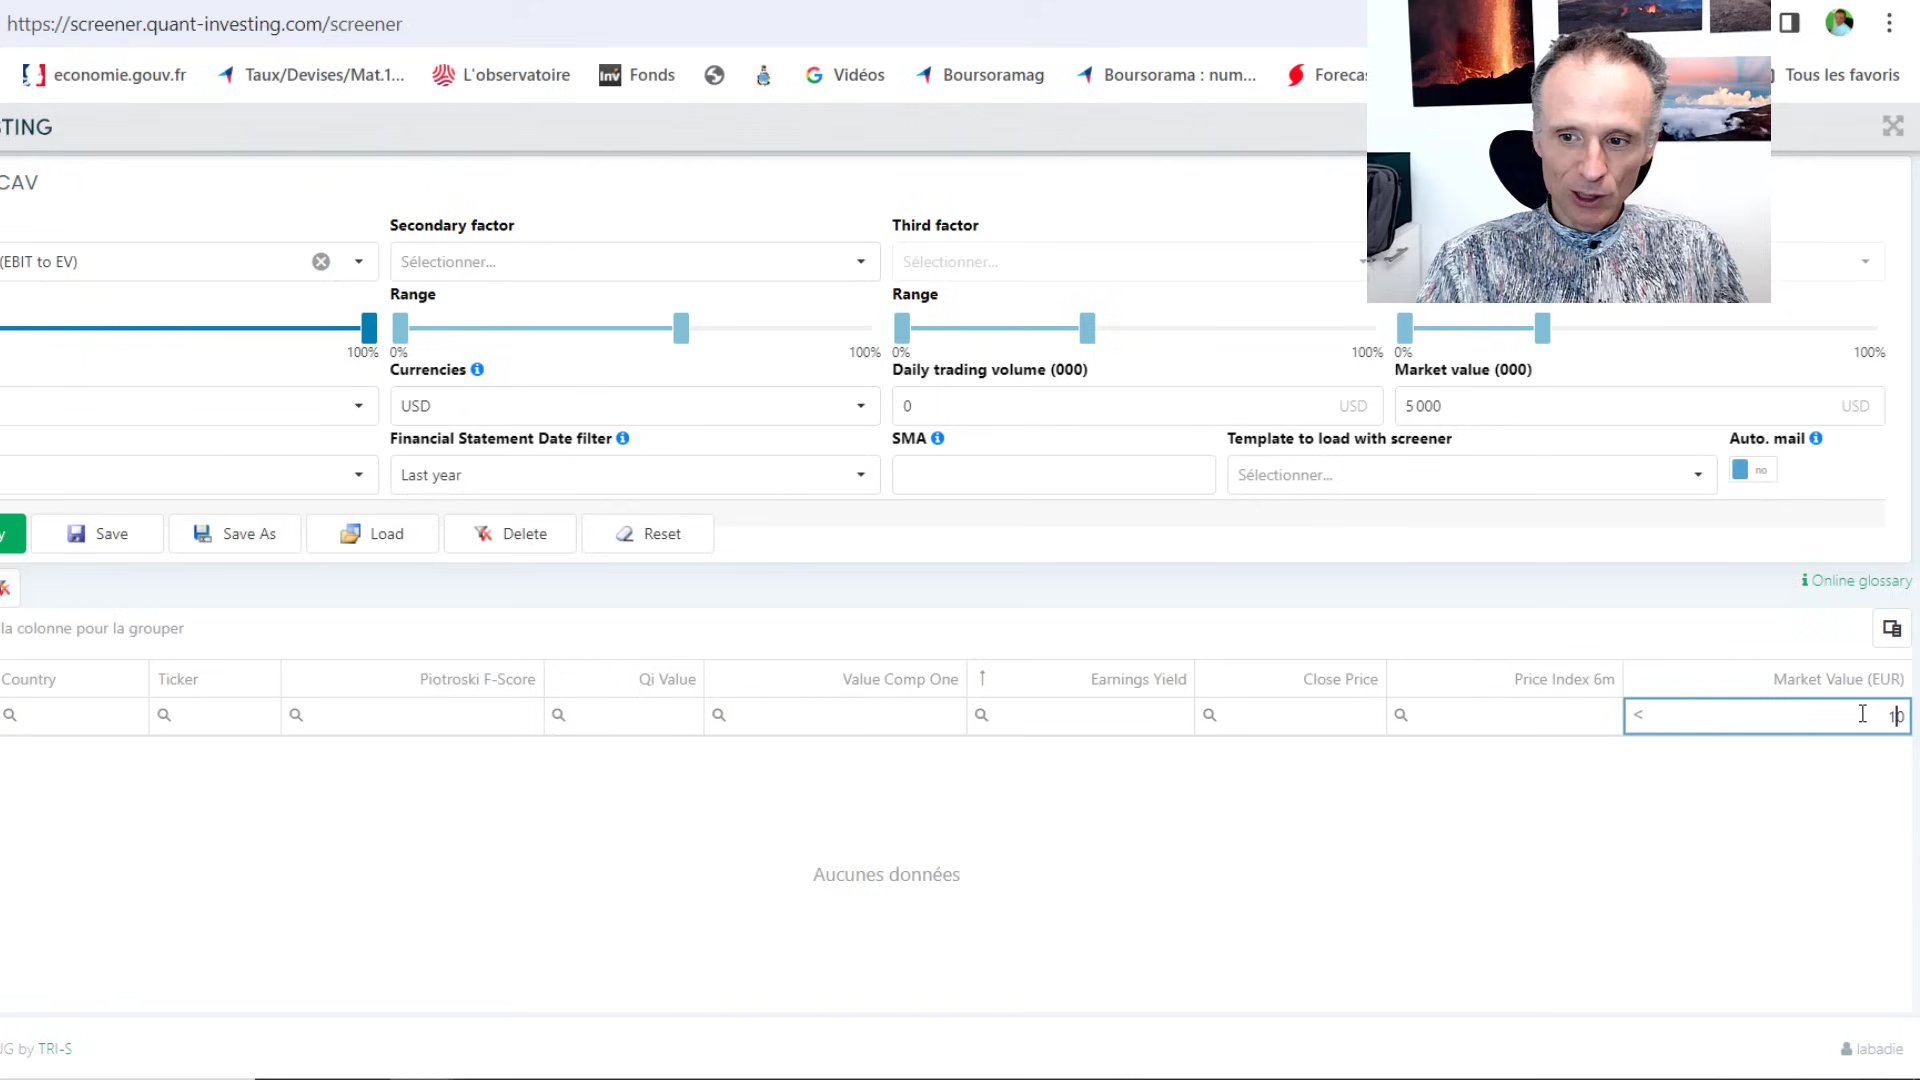 https://screener.quant-investing.com/screener
economie.gouv.fr
Taux/Devises/Mat.1...
L'observatoire
Inv Fonds
Vidéos
Boursoramag
Boursorama : num...
Foreca
Tous les favoris
STING
CAV
Secondary factor
Third factor
(EBIT to EV)
Sélectionner...
Sélectionner...
Range
Range
100%
0%
100%
0%
100%
0%
100%
Currencies
Daily trading volume (000)
Market value (000)
USD
0
USD
5 000
USD
Financial Statement Date filter
SMA
Template to load with screener
Auto. mail
Last year
Sélectionner...
no
y
Save
Save As
Load
Delete
Reset
Online glossary
la colonne pour la grouper
Country
Ticker
Piotroski F-Score
Qi Value
Value Comp One
Earnings Yield
Close Price
Price Index 6m
Market Value (EUR)
<
10
Aucunes données
UG by TRI-S
labadie